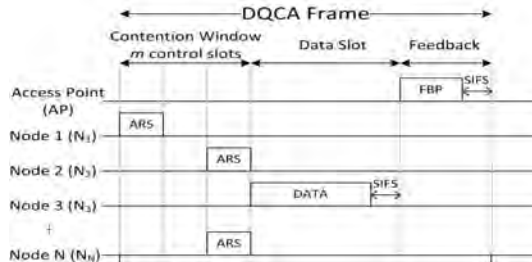 DQCA Frame
Contention Window
m control slots
Data Slot
Feedback
Access Point
(AP)
FBP
SIFS
Node 1 (N₁)
ARS
Node 2 (N₂)
ARS
Node 3 (N₃)
DATA
SIFS
Node N (Nₙ)
ARS